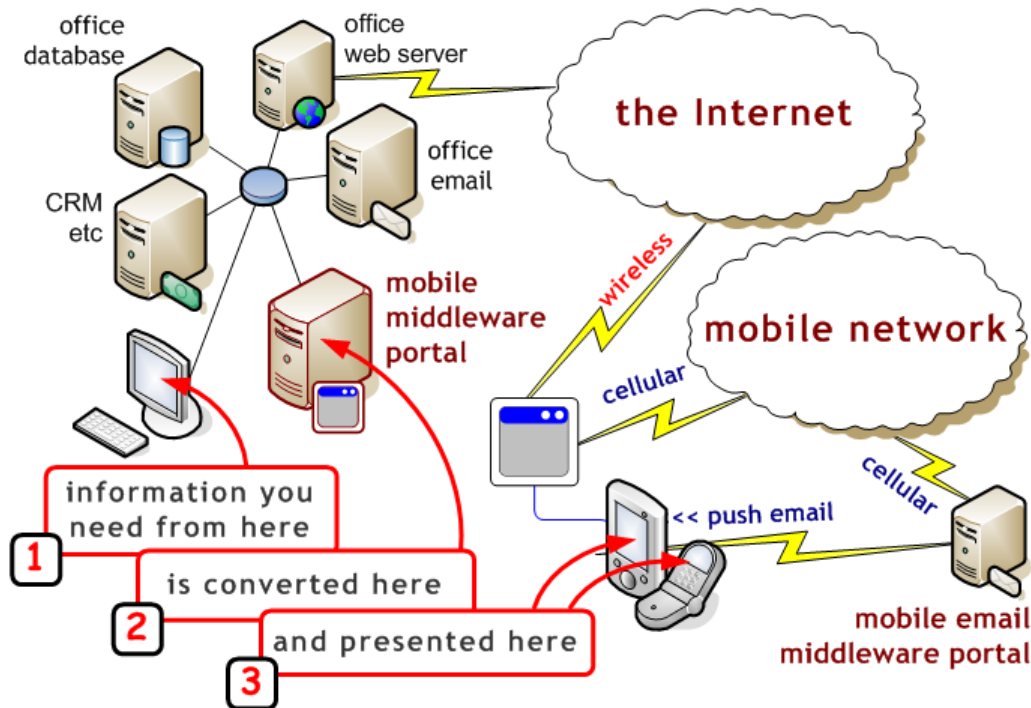 office
database
office
web server
the Internet
office
email
CRM
etc
wireless
mobile
middleware
portal
mobile network
cellular
cellular
information you
need from here
1
<< push email
is converted here
2
and presented here
3
mobile email
middleware portal